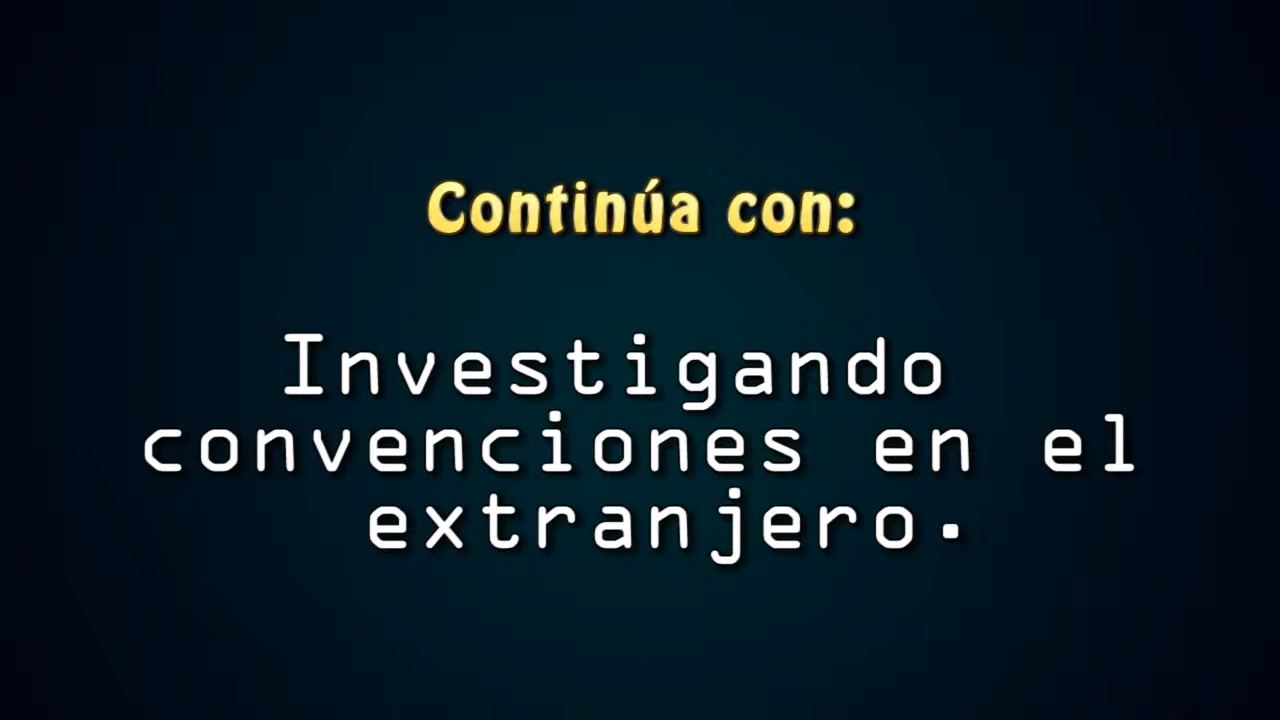 Continúa con:
Investigando
convenciones en el
extranjero.